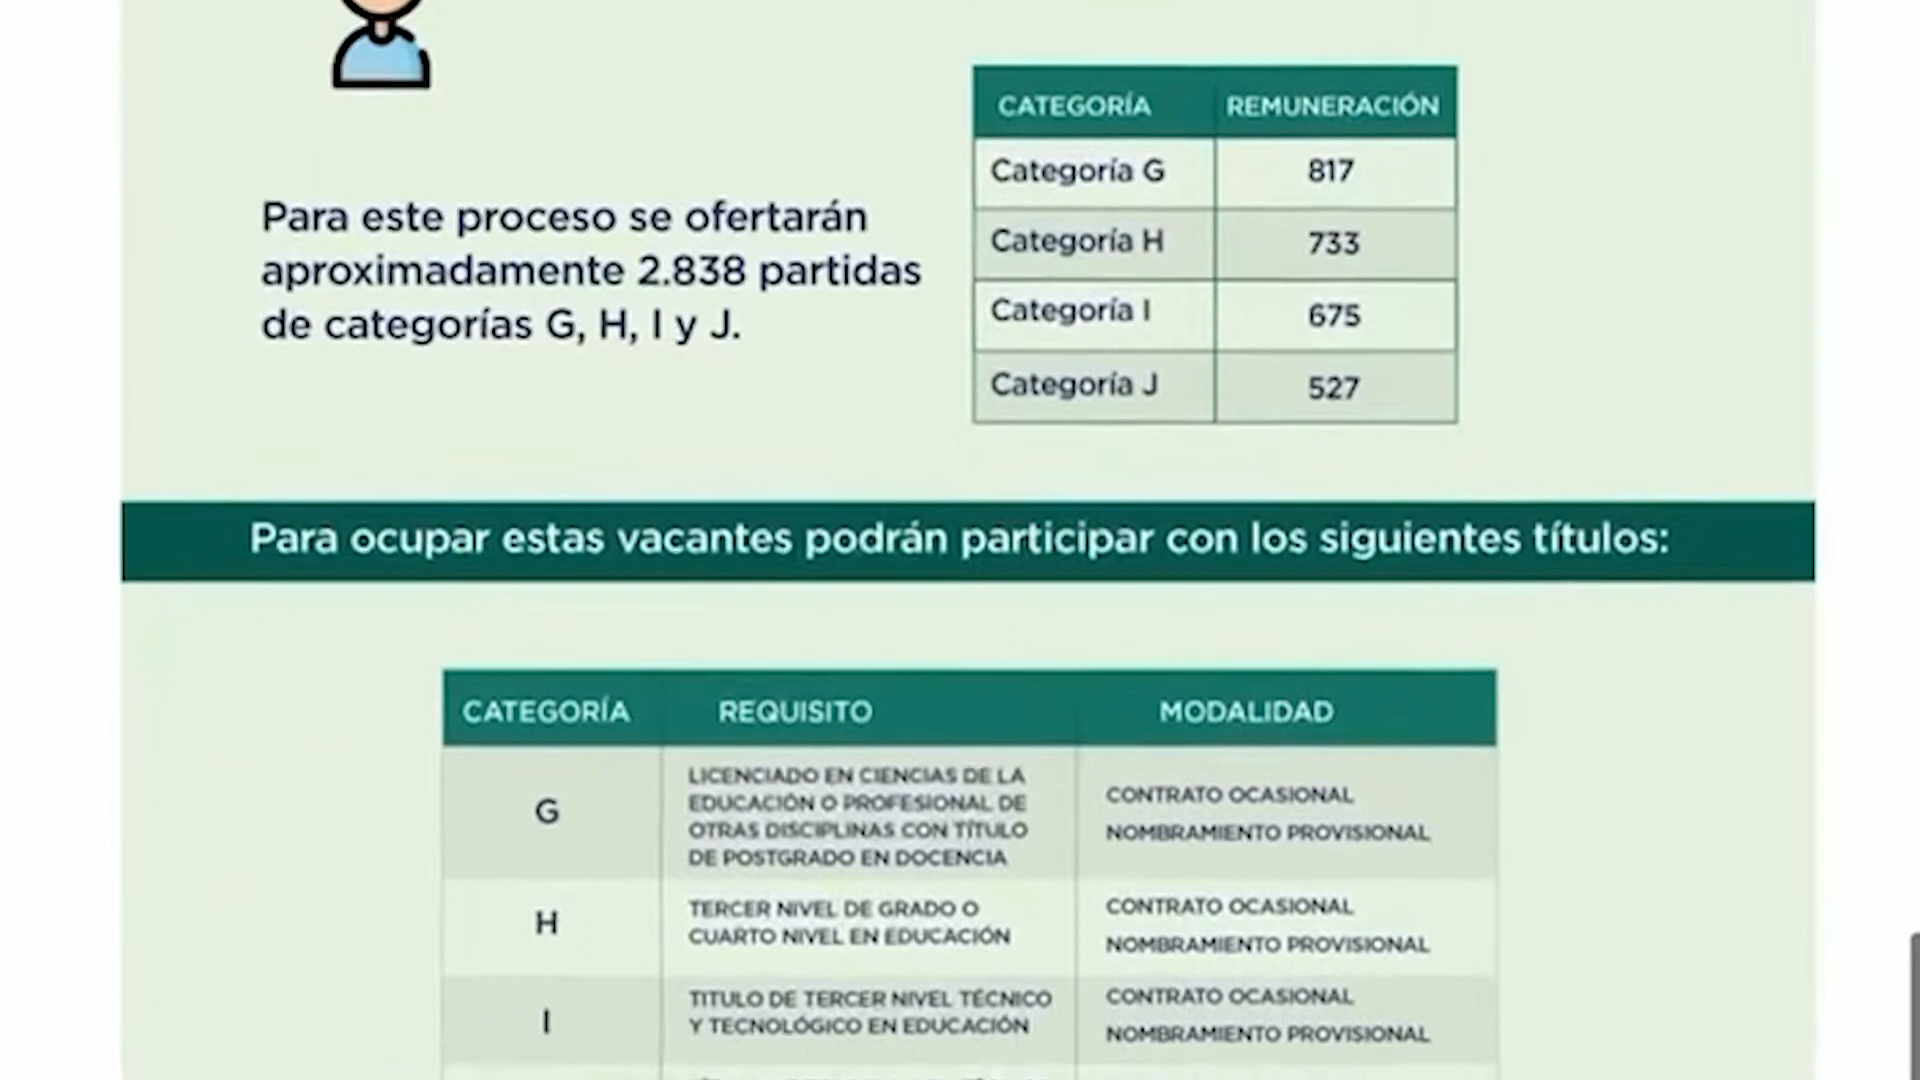 Para este proceso se ofertarán
aproximadamente 2.838 partidas
de categorías G, H, I y J.
CATEGORÍA REMUNERACIÓN
Categoría G 817
Categoría H 733
Categoría I 675
Categoría J 527
Para ocupar estas vacantes podrán participar con los siguientes títulos:
CATEGORÍA REQUISITO MODALIDAD
G
LICENCIADO EN CIENCIAS DE LA
EDUCACIÓN O PROFESIONAL DE
OTRAS DISCIPLINAS CON TÍTULO
DE POSTGRADO EN DOCENCIA
CONTRATO OCASIONAL
NOMBRAMIENTO PROVISIONAL
H
TERCER NIVEL DE GRADO O
CUARTO NIVEL EN EDUCACIÓN
CONTRATO OCASIONAL
NOMBRAMIENTO PROVISIONAL
I
TITULO DE TERCER NIVEL TÉCNICO
Y TECNOLÓGICO EN EDUCACIÓN
CONTRATO OCASIONAL
NOMBRAMIENTO PROVISIONAL